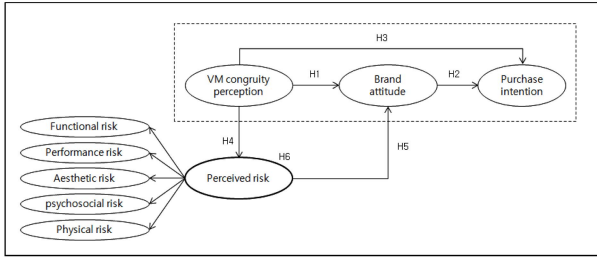 H3
VM congruity
perception
H1
Brand
attitude
H2
Purchase
intention
Functional risk
Performance risk
Aesthetic risk
psychosocial risk
Physical risk
H4
H6
H5
Perceived risk